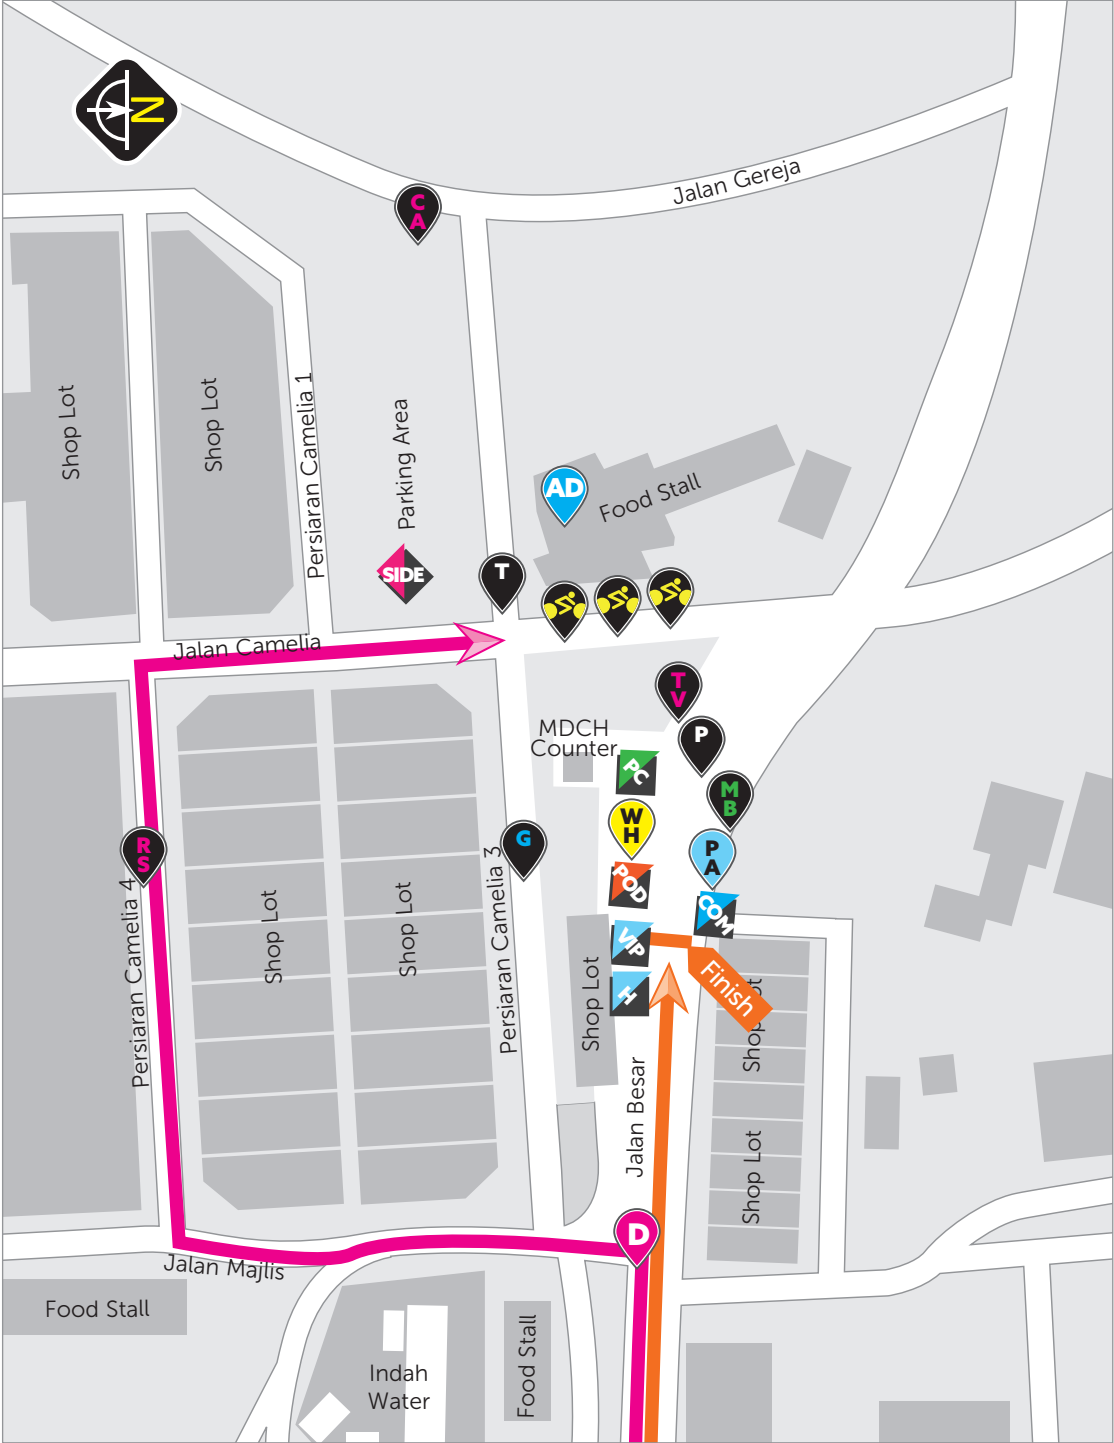 N
Jalan Gereja
C
A
Shop Lot
Shop Lot
Persiaran Camelia 1
Parking Area
AD
Food Stall
SIDE
T
Jalan Camelia
T
V
MDCH
Counter
P
PC
M
B
W
H
G
P
A
R
S
POD
COM
Persiaran Camelia 4
Shop Lot
Shop Lot
Persiaran Camelia 3
VIP
Shop Lot
H
Finish
Shop Lot
Jalan Besar
Shop Lot
D
Jalan Majlis
Food Stall
Food Stall
Indah
Water